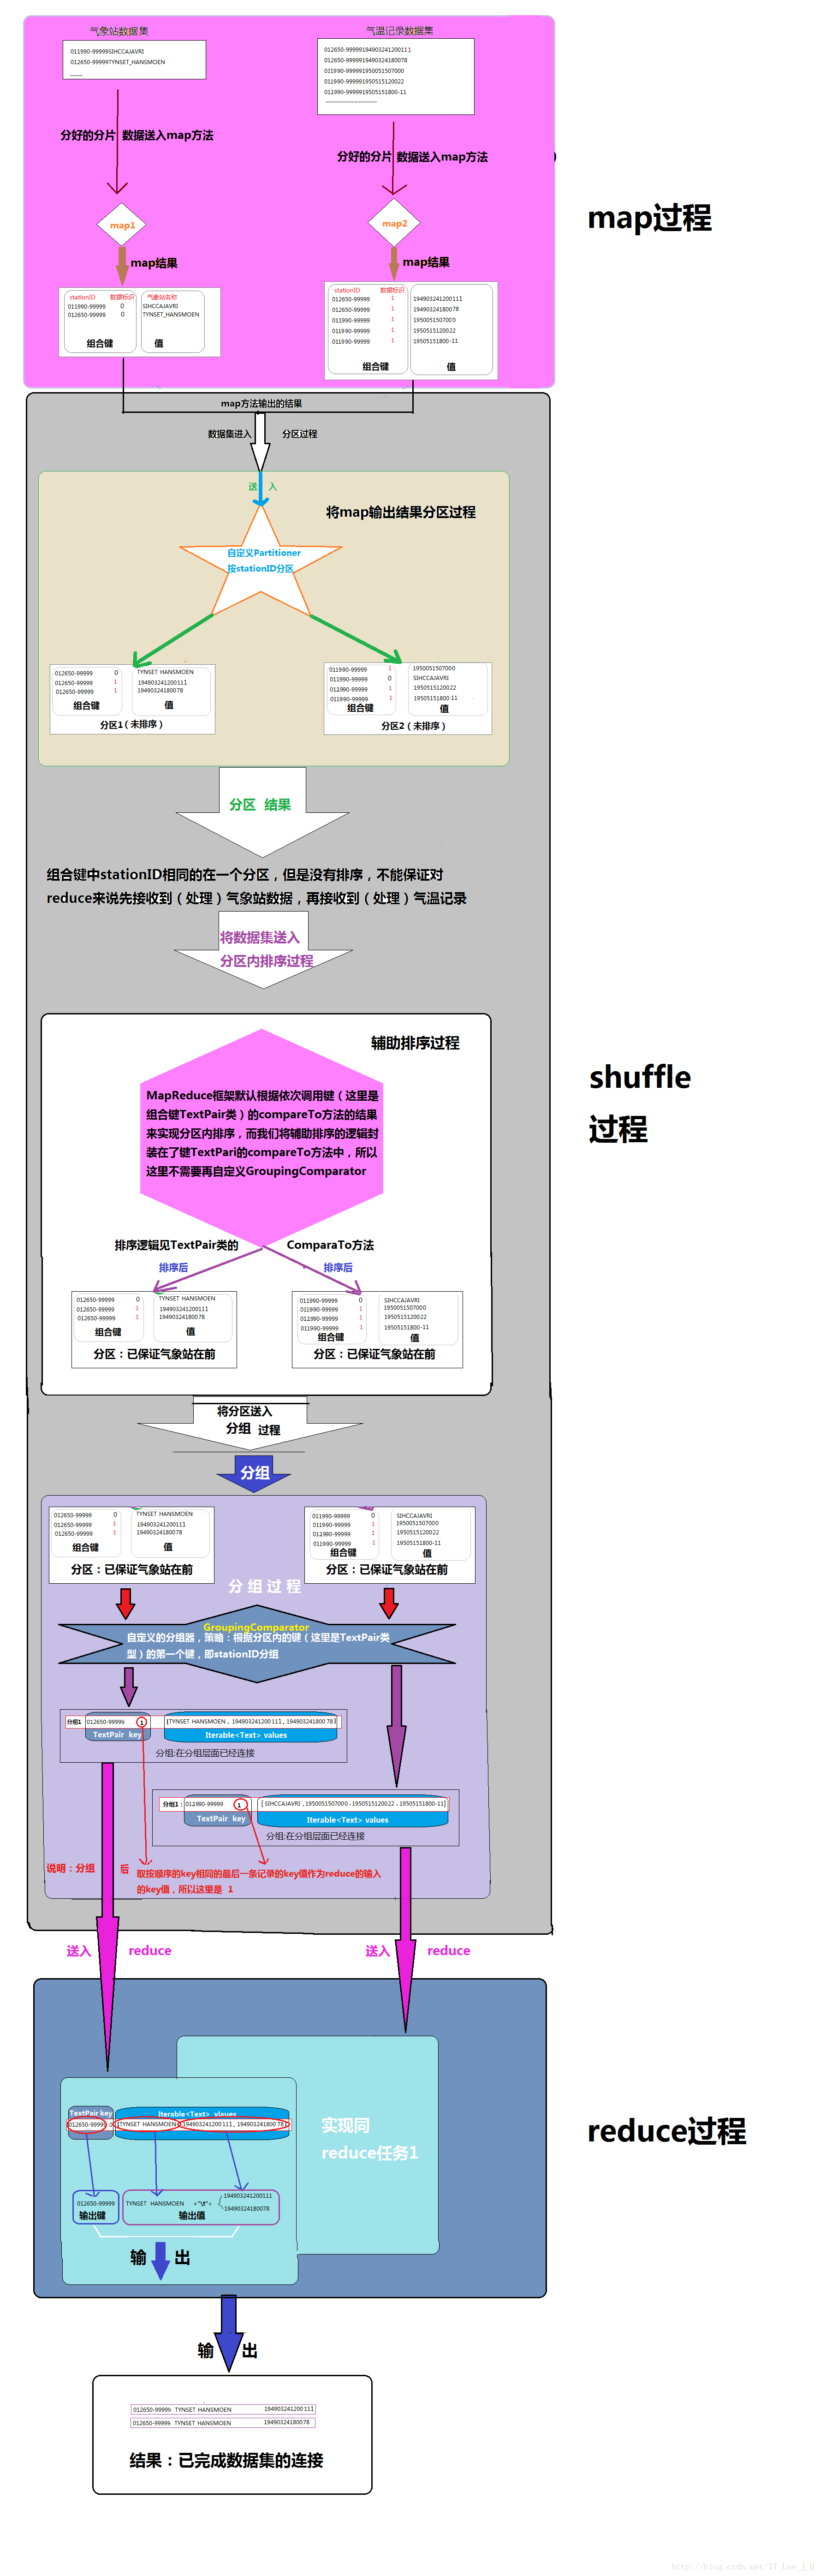 气象站数据集
气温记录数据集
011990-99999SIHCCAJAVRI
012650-99999TYNSET_HANSMOEN
012650-999991949032412001​11
012650-9999919490324180078
011990-999991950051507000
011990-9999919505151​20022
011990-9999919505151800-11
分好的分片 数据送入map方法
分好的分片 数据送入map方法
map过程
map1
map2
map结果
map结果
stationID 数据标识 气象站名称
011990-99999 0 SIHCCAJAVRI
012650-99999 0 TYNSET_HANSMOEN
组合键 值
stationID 数据标识
012650-99999 1 194903241200111
012650-99999 1 19490324180078
011990-99999 1 1950051507000
011990-99999 1 1950515120022
011990-99999 1 19505151800-11
组合键 值
map方法输出的结果
数据集进入 分区过程
送 入
将map输出结果分区过程
自定义Partitioner
按stationID分区
012650-99999 0 TYNSET HANSMOEN
012650-99999 1 194903241200111
012650-99999 1 19490324180078
组合键 值
分区1（未排序）
011990-99999 1 1950051507000
011990-99999 0 SIHCCAJAVRI
011990-99999 1 1950515120022
011990-99999 1 19505151800-11
组合键 值
分区2（未排序）
分区 结果
组合键中stationID相同的在一个分区，但是没有排序，不能保证对
reduce来说先接收到（处理）气象站数据，再接收到（处理）气温记录
将数据集送入
分区内排序过程
shuffle
过程
辅助排序过程
MapReduce框架默认根据依次调用键（这里是
组合键TextPair类）的compareTo方法的结果
来实现分区内排序，而我们将辅助排序的逻辑封
装在了键TextPari的compareTo方法中，所以
这里不需要再自定义GroupingComparator
排序逻辑见TextPair类的 ComparaTo方法
排序后 排序后
012650-99999 0 TYNSET HANSMOEN
012650-99999 1 194903241200111
012650-99999 1 19490324180078
组合键 值
分区：已保证气象站在前
011990-99999 0 SIHCCAJAVRI
011990-99999 1 1950051507000
011990-99999 1 1950515120022
011990-99999 1 19505151800-11
组合键 值
分区：已保证气象站在前
将分区送入
分组 过程
分组
012650-99999 0 TYNSET HANSMOEN
012650-99999 1 194903241200111
012650-99999 1 19490324180078
组合键 值
分区：已保证气象站在前
011990-99999 0 SIHCCAJAVRI
011990-99999 1 1950051507000
011990-99999 1 1950515120022
011990-99999 1 19505151800-11
组合键 值
分区：已保证气象站在前
分组过程
GroupingComparator
自定义的分组器，策略：根据分区内的键（这里是TextPair类
型）的第一个键，即stationID分组
分组1 012650-99999 1 [TYNSET HANSMOEN，194903241200111，19490324180078]
TextPair key Iterable<Text> values
分组:在分组层面已经连接
分组1：011990-99999 1 [SIHCCAJAVRI，1950051507000，1950515120022，19505151800-11]
TextPair key Iterable<Text> values
分组:在分组层面已经连接
说明：分组 后 取按顺序的key相同的最后一条记录的key值作为reduce的输入
的key值，所以这里是 1
送入 reduce
送入 reduce
reduce过程
TextPair key Iterable<Text> vlaues
012650-99999 0 [TYNSET HANSMOEN，194903241200111，19490324180078]
实现同
reduce任务1
012650-99999
输出键
TYNSET HANSMOEN +"\t"+
194903241200111
19490324180078
输出值
输 出
输 出
012650-99999 TYNSET HANSMOEN 194903241200111
012650-99999 TYNSET HANSMOEN 19490324180078
结果：已完成数据集的连接
http://blog.csdn.net/IT_Lee_J_H